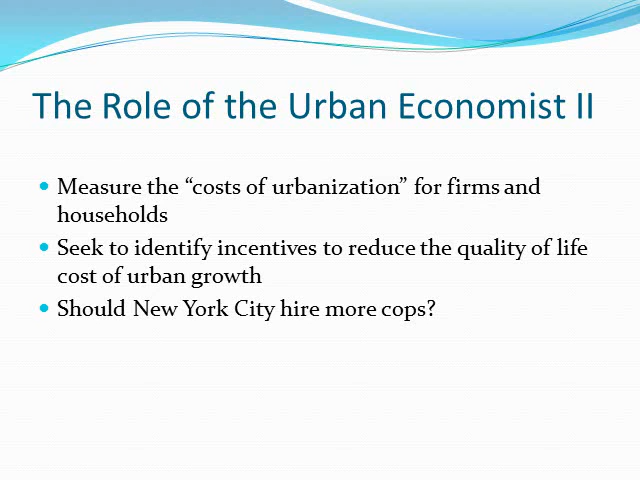 The Role of the Urban Economist II
• Measure the “costs of urbanization” for firms and
households
• Seek to identify incentives to reduce the quality of life
cost of urban growth
• Should New York City hire more cops?